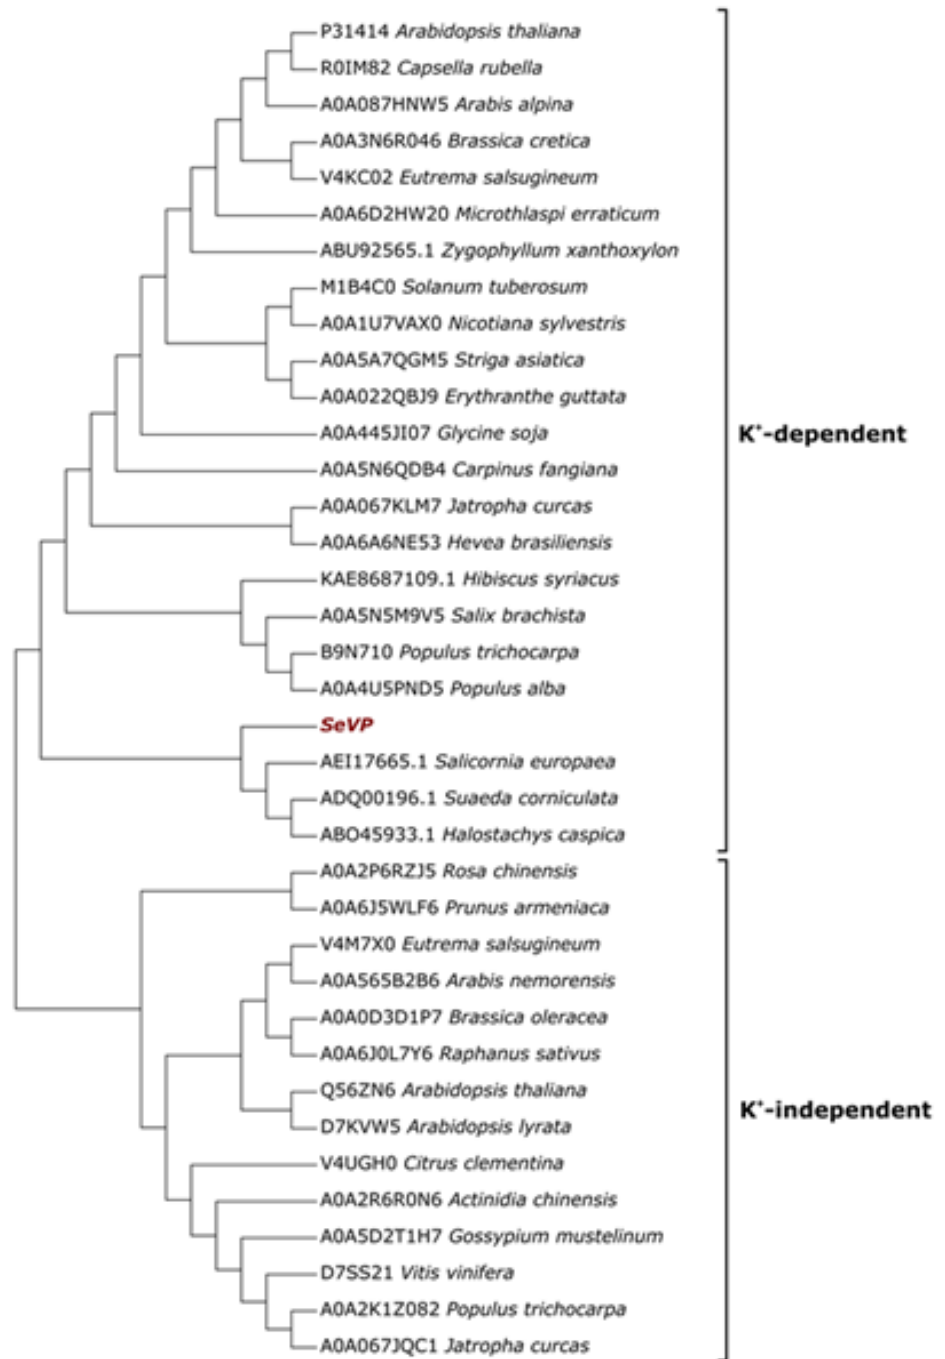 P31414 Arabidopsis thaliana
R0IM82 Capsella rubella
A0A087HNW5 Arabis alpina
A0A3N6R046 Brassica cretica
V4KC02 Eutrema salsugineum
A0A6D2HW20 Microthlaspi erraticum
ABU92565.1 Zygophyllum xanthoxylon
M1B4C0 Solanum tuberosum
A0A1U7VAX0 Nicotiana sylvestris
A0A5A7QGM5 Striga asiatica
A0A022QBJ9 Erythranthe guttata
A0A445JI07 Glycine soja
K⁺-dependent
A0A5N6QDB4 Carpinus fangiana
A0A067KLM7 Jatropha curcas
A0A6A6NE53 Hevea brasiliensis
KAE8687109.1 Hibiscus syriacus
A0A5N5M9V5 Salix brachista
B9N710 Populus trichocarpa
A0A4U5PND5 Populus alba
SeVP
AEI17665.1 Salicornia europaea
ADQ00196.1 Suaeda corniculata
ABO45933.1 Halostachys caspica
A0A2P6RZJ5 Rosa chinensis
A0A6J5WLF6 Prunus armeniaca
V4M7X0 Eutrema salsugineum
A0A565B2B6 Arabis nemorensis
A0A0D3D1P7 Brassica oleracea
A0A6J0L7Y6 Raphanus sativus
Q56ZN6 Arabidopsis thaliana
K⁺-independent
D7KVW5 Arabidopsis lyrata
V4UGH0 Citrus clementina
A0A2R6R0N6 Actinidia chinensis
A0A5D2T1H7 Gossypium mustelinum
D7SS21 Vitis vinifera
A0A2K1Z082 Populus trichocarpa
A0A067JQC1 Jatropha curcas